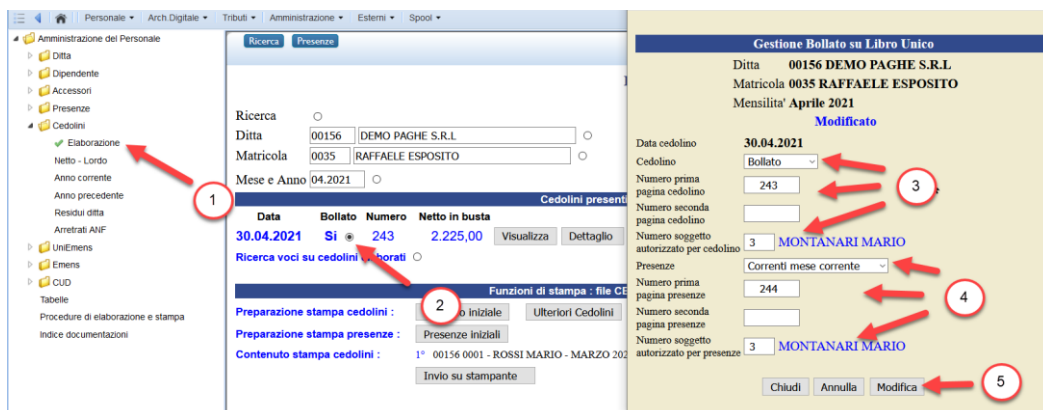 Personale Arch.Digitale Tributi Amministrazione Esterni Spool
Amministrazione del Personale
Ditta
Dipendente
Accessori
Presenze
Cedolini
Elaborazione
Netto - Lordo
Anno corrente
Anno precedente
Residui ditta
Arretrati ANF
UniEmens
Emens
CUD
Tabelle
Procedure di elaborazione e stampa
Indice documentazioni
1
Ricerca Presenze
Ricerca
Ditta 00156 DEMO PAGHE S.R.L
Matricola 0035 RAFFAELE ESPOSITO
Mese e Anno 04.2021
Cedolini presenti
Data Bollato Numero Netto in busta
30.04.2021 Si 243 2.225,00 Visualizza Dettaglio
Ricerca voci su cedolini
2
Funzioni di stampa : file
Preparazione stampa cedolini : iniziale Ulteriori Cedolini
Preparazione stampa presenze : Presenze iniziali
Contenuto stampa cedolini : 1° 00156 0001 - ROSSI MARIO - MARZO
Invio su stampante
Gestione Bollato su Libro Unico
Ditta 00156 DEMO PAGHE S.R.L
Matricola 0035 RAFFAELE ESPOSITO
Mensilita' Aprile 2021
Modificato
Data cedolino 30.04.2021
Cedolino Bollato
Numero prima
pagina cedolino 243
3
Numero seconda
pagina cedolino
Numero soggetto
autorizzato per cedolino 3 MONTANARI MARIO
Presenze Correnti mese corrente
Numero prima
pagina presenze 244
4
Numero seconda
pagina presenze
Numero soggetto
autorizzato per presenze 3 MONTANARI MARIO
Chiudi Annulla Modifica
5